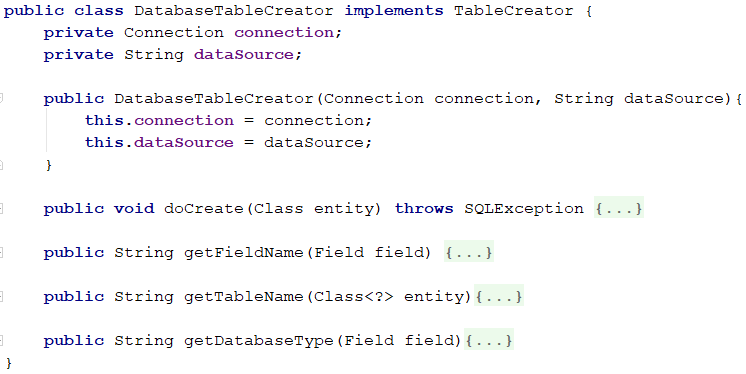 public class DatabaseTableCreator implements TableCreator {
    private Connection connection;
    private String dataSource;

    public DatabaseTableCreator(Connection connection, String dataSource){
        this.connection = connection;
        this.dataSource = dataSource;
    }

    public void doCreate(Class entity) throws SQLException {...}

    public String getFieldName(Field field) {...}

    public String getTableName(Class<?> entity){...}

    public String getDatabaseType(Field field){...}
}